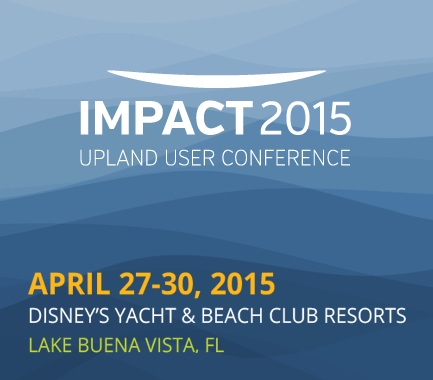 IMPACT 2015
UPLAND USER CONFERENCE
APRIL 27-30, 2015
DISNEY'S YACHT & BEACH CLUB RESORTS
LAKE BUENA VISTA, FL